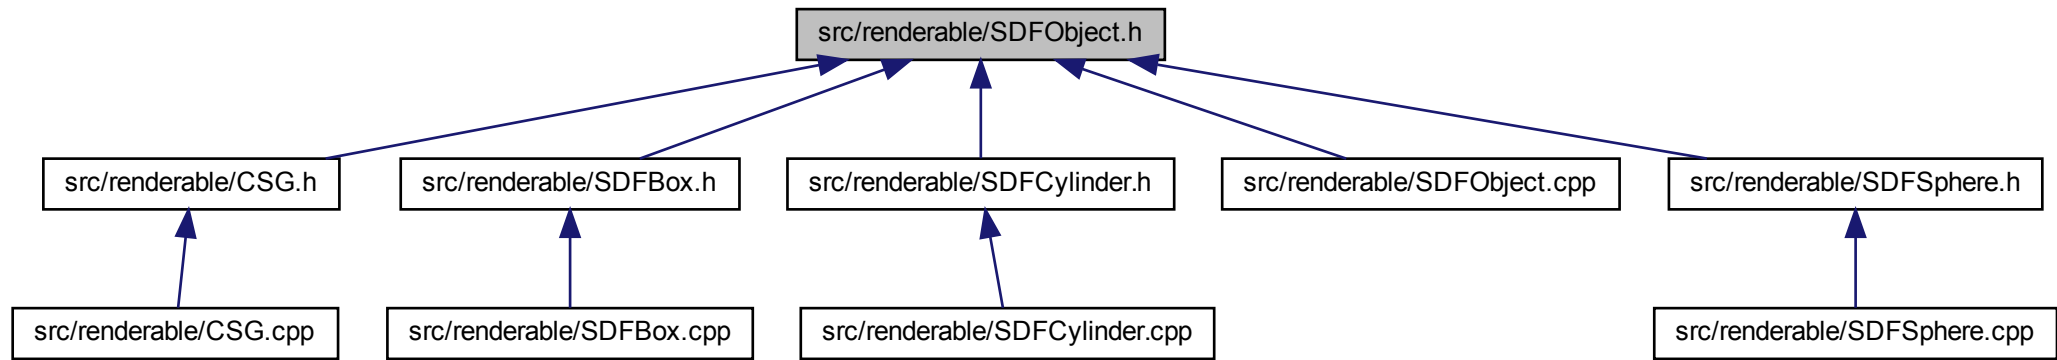 src/renderable/SDFObject.h
src/renderable/CSG.h
src/renderable/SDFBox.h
src/renderable/SDFCylinder.h
src/renderable/SDFObject.cpp
src/renderable/SDFSphere.h
src/renderable/CSG.cpp
src/renderable/SDFBox.cpp
src/renderable/SDFCylinder.cpp
src/renderable/SDFSphere.cpp